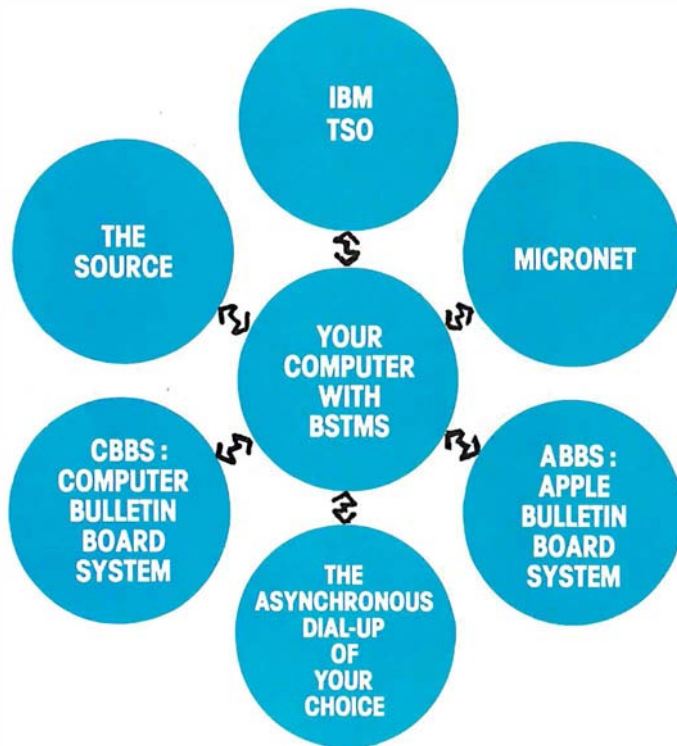 IBM
TSO
THE
SOURCE
MICRONET
YOUR
COMPUTER
WITH
BSTMS
CBBS :
COMPUTER
BULLETIN
BOARD
SYSTEM
ABBS :
APPLE
BULLETIN
BOARD
SYSTEM
THE
ASYNCHRONOUS
DIAL-UP
OF
YOUR
CHOICE